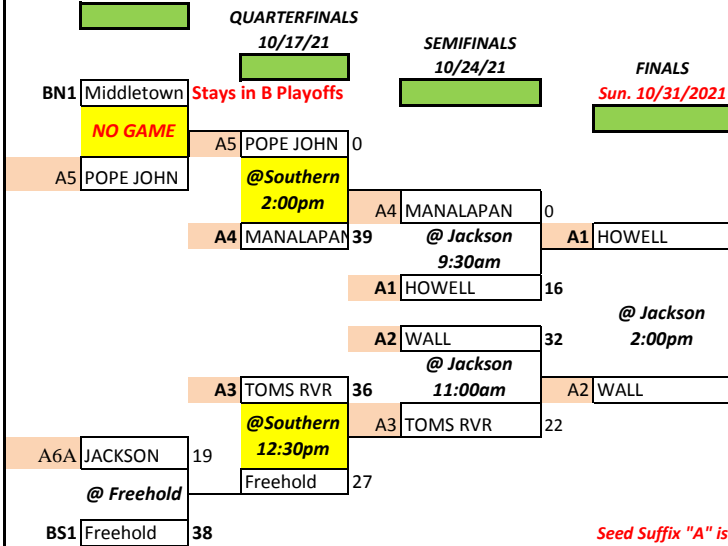 QUARTERFINALS
10/17/21
SEMIFINALS
10/24/21
FINALS
Sun. 10/31/2021
BN1 Middletown Stays in B Playoffs
NO GAME
A5 POPE JOHN 0
A5 POPE JOHN
@Southern
2:00pm
A4 MANALAPAN 0
A4 MANALAPAN 39
@ Jackson
9:30am
A1 HOWELL
A1 HOWELL 16
@ Jackson
2:00pm
A2 WALL 32
@ Jackson
11:00am
A3 TOMS RVR 36
A2 WALL
@Southern
12:30pm
A3 TOMS RVR 22
A6A JACKSON 19
@ Freehold
Freehold 27
BS1 Freehold 38
Seed Suffix "A" is